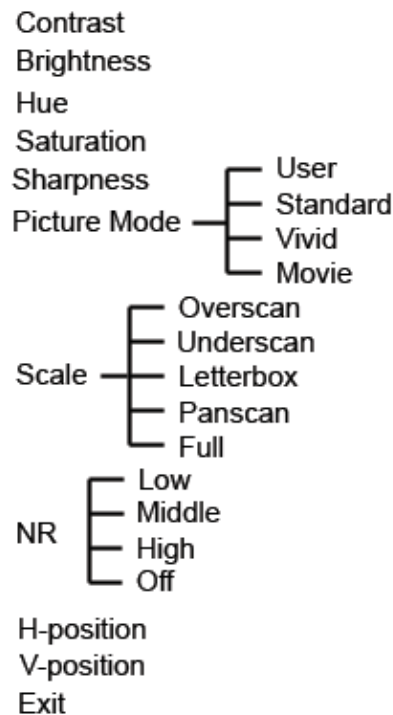 Contrast
Brightness
Hue
Saturation
Sharpness
Picture Mode
User
Standard
Vivid
Movie
Scale
Overscan
Underscan
Letterbox
Panscan
Full
NR
Low
Middle
High
Off
H-position
V-position
Exit